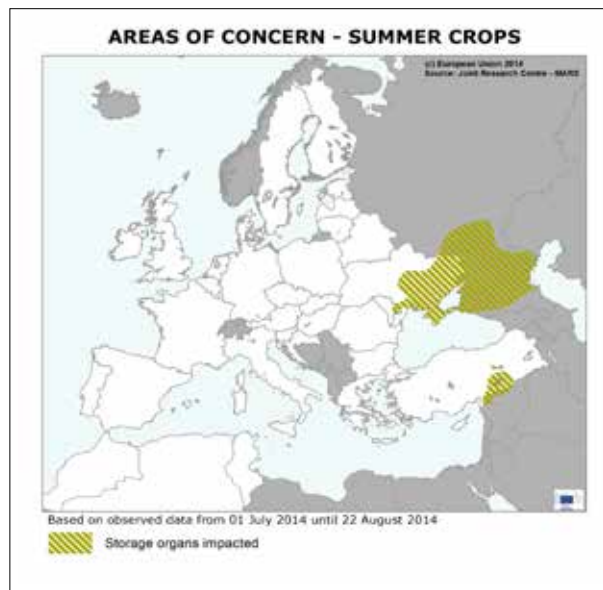 AREAS OF CONCERN - SUMMER CROPS
(c) European Union 2014
Source: Joint Research Centre - MARS
Based on observed data from 01 July 2014 until 22 August 2014
Storage organs impacted